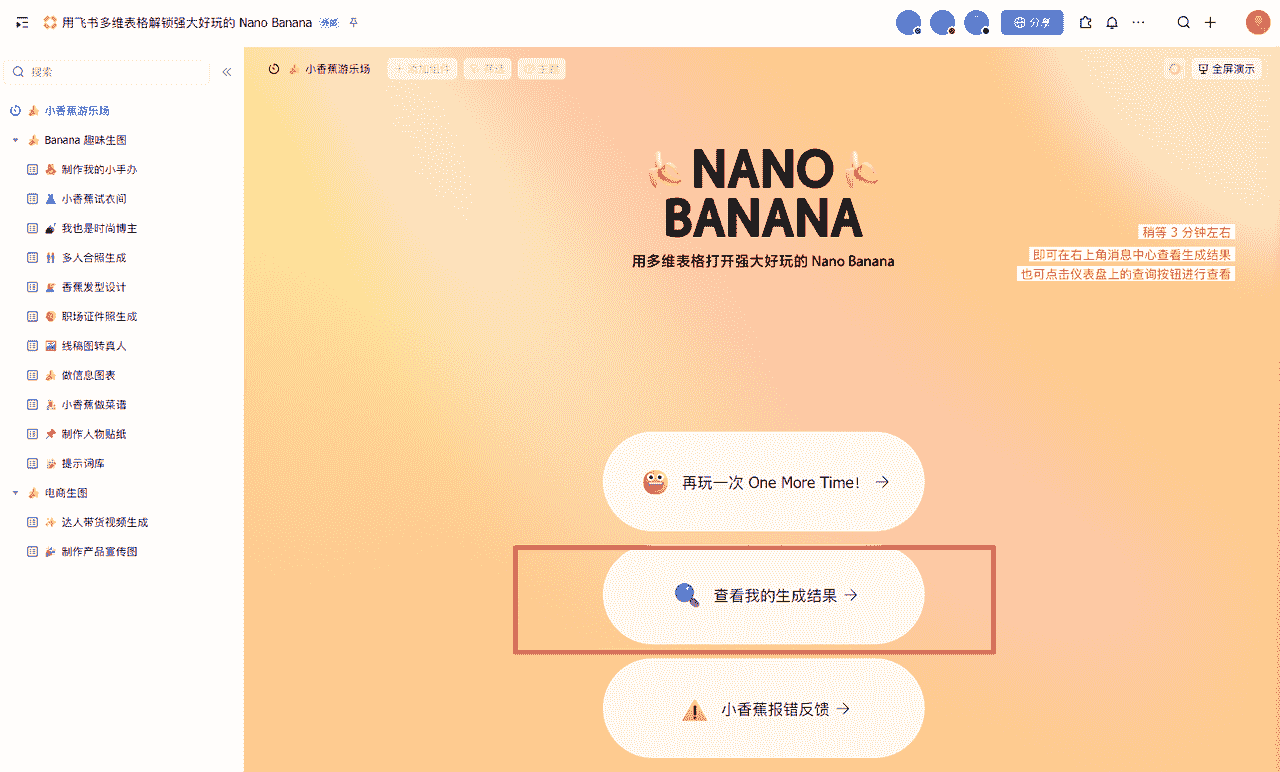 用飞书多维表格解锁强大好玩的 Nano Banana
分享
搜索
小香蕉游乐场
Banana 趣味生图
制作我的小手办
小香蕉试衣间
我也是时尚博主
多人合照生成
香蕉发型设计
职场证件照生成
线稿图转真人
做信息图表
小香蕉做菜谱
制作人物贴纸
提示词库
电商生图
达人带货视频生成
制作产品宣传图
小香蕉游乐场
添加组件
全屏演示
NANO
BANANA
用多维表格打开强大好玩的 Nano Banana
稍等 3 分钟左右
即可在右上角消息中心查看生成结果
也可点击仪表盘上的查询按钮进行查看
再玩一次 One More Time!
查看我的生成结果
小香蕉报错反馈